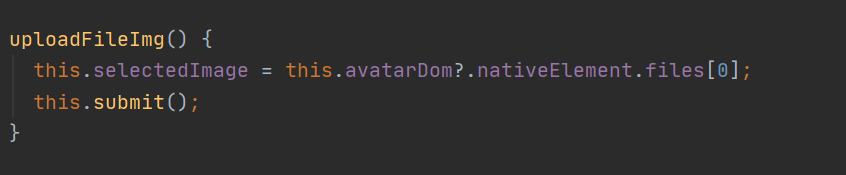 uploadFileImg() {
  this.selectedImage = this.avatarDom?.nativeElement.files[0];
  this.submit();
}